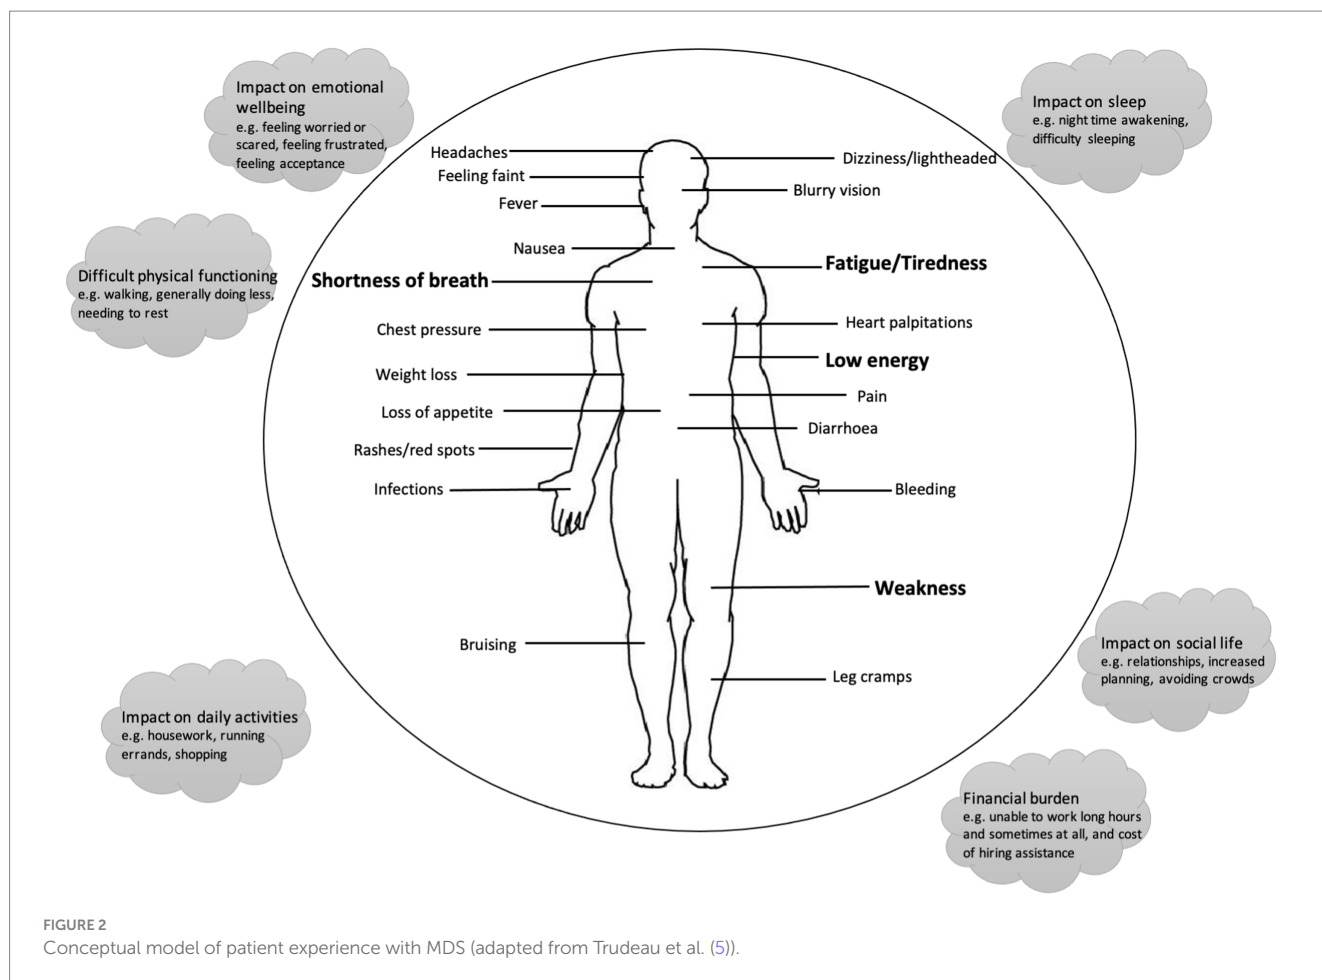 Impact on emotional
wellbeing
e.g. feeling worried or
scared, feeling frustrated,
feeling acceptance
Impact on sleep
e.g. night time awakening,
difficulty sleeping
Headaches
Dizziness/lightheaded
Feeling faint
Blurry vision
Fever
Nausea
Difficult physical functioning
e.g. walking, generally doing less,
needing to rest
Shortness of breath
Fatigue/Tiredness
Chest pressure
Heart palpitations
Low energy
Weight loss
Pain
Loss of appetite
Diarrhoea
Rashes/red spots
Infections
Bleeding
Weakness
Bruising
Leg cramps
Impact on social life
e.g. relationships, increased
planning, avoiding crowds
Impact on daily activities
e.g. housework, running
errands, shopping
Financial burden
e.g. unable to work long hours
and sometimes at all, and cost
of hiring assistance
FIGURE 2
Conceptual model of patient experience with MDS (adapted from Trudeau et al. (5)).